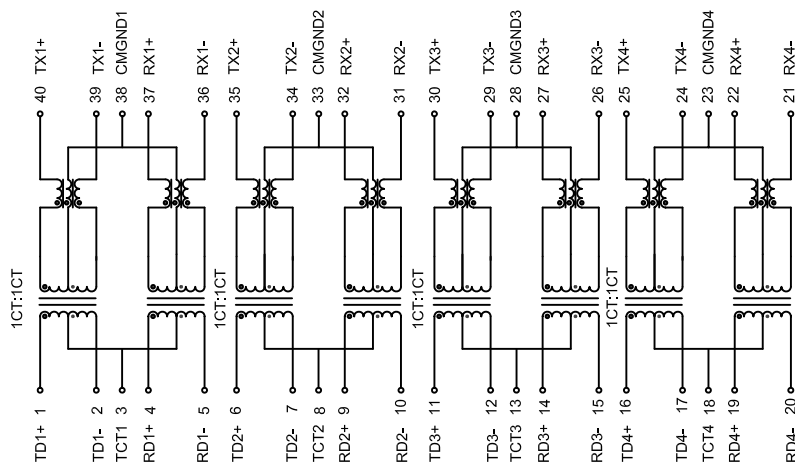 40 TX1+
39 TX1-
38 CMGND1
37 RX1+
36 RX1-
35 TX2+
34 TX2-
33 CMGND2
32 RX2+
31 RX2-
30 TX3+
29 TX3-
28 CMGND3
27 RX3+
26 RX3-
25 TX4+
24 TX4-
23 CMGND4
22 RX4+
21 RX4-
1CT:1CT
1CT:1CT
1CT:1CT
1CT:1CT
TD1+ 1
TD1- 2
TCT1 3
RD1+ 4
RD1- 5
TD2+ 6
TD2- 7
TCT2 8
RD2+ 9
RD2- 10
TD3+ 11
TD3- 12
TCT3 13
RD3+ 14
RD3- 15
TD4+ 16
TD4- 17
TCT4 18
RD4+ 19
RD4- 20